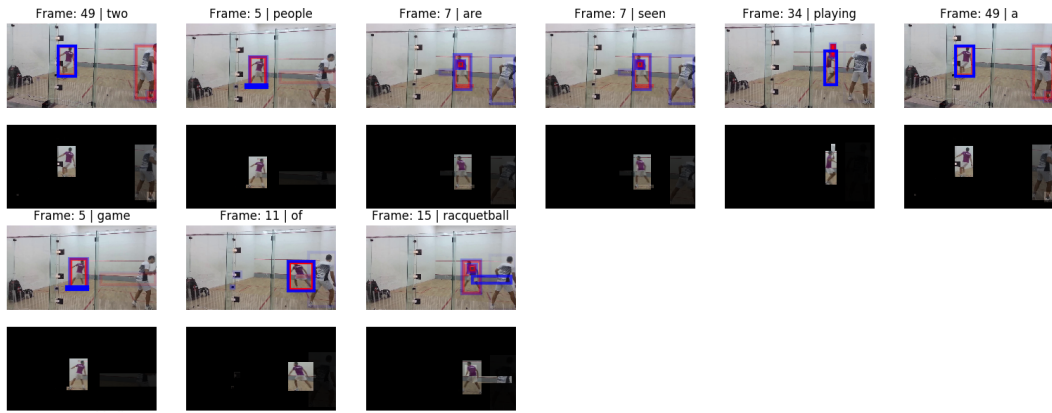 Frame: 49 | two
Frame: 5 | people
Frame: 7 | are
Frame: 7 | seen
Frame: 34 | playing
Frame: 49 | a
Frame: 5 | game
Frame: 11 | of
Frame: 15 | racquetball